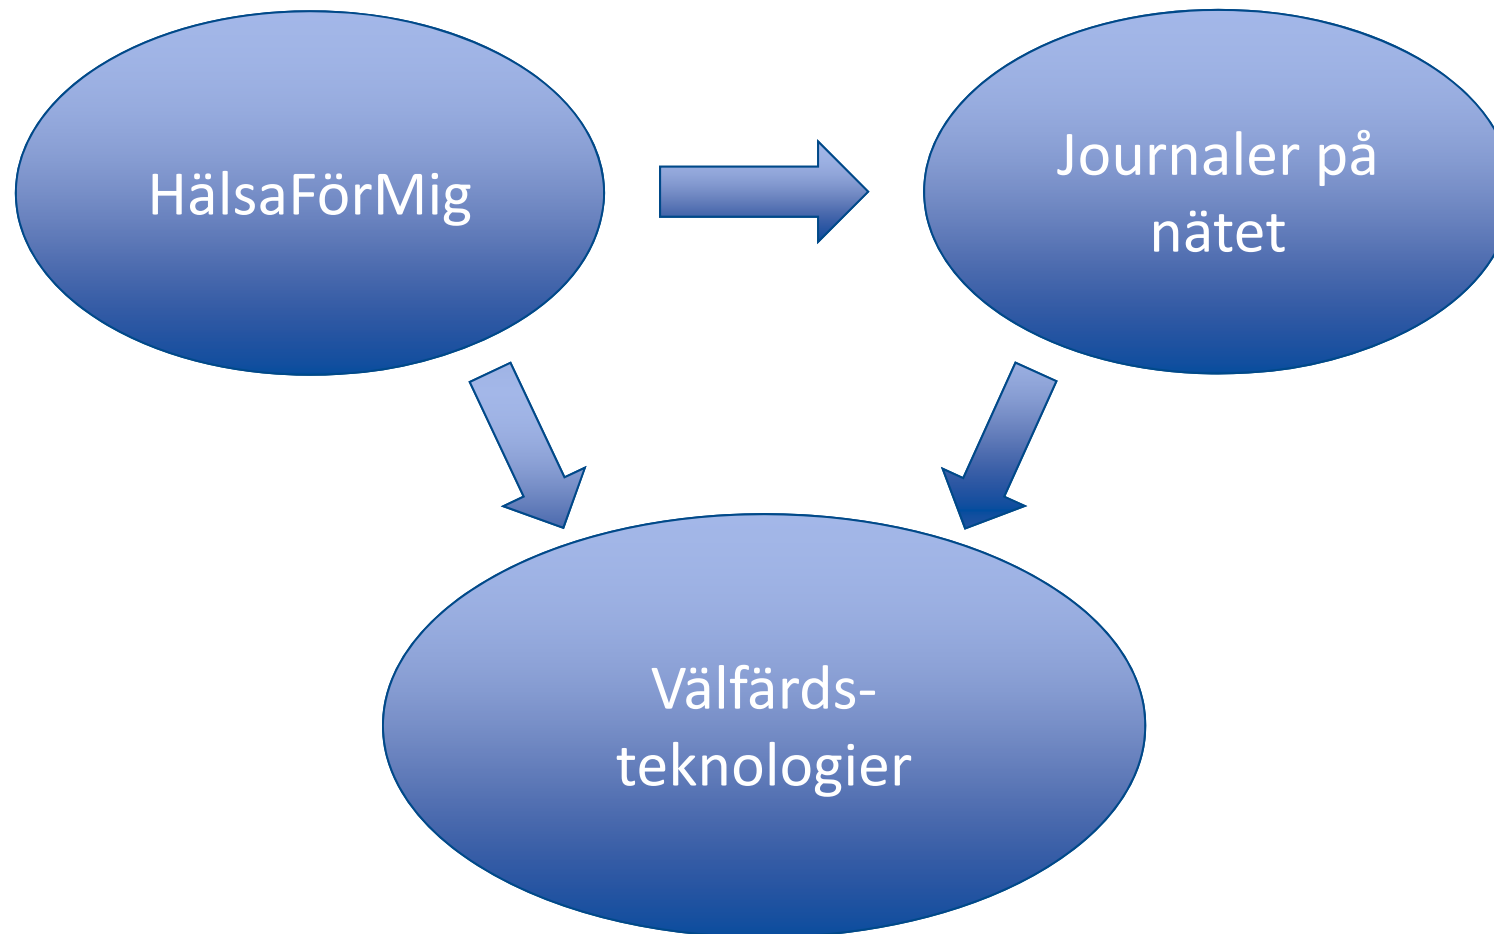 HälsaFörMig
Journaler på
nätet
Välfärds-
teknologier